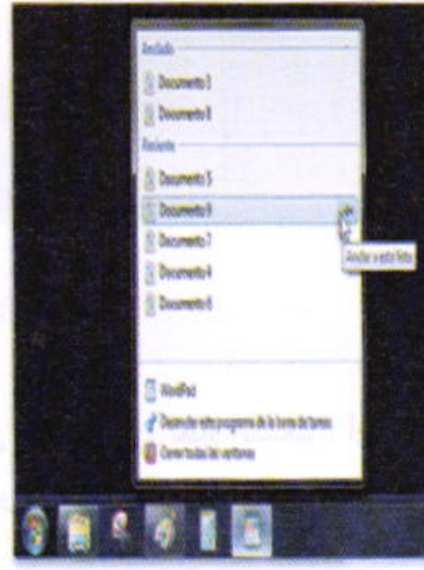 Anclado
Documento 3
Documento 8
Reciente
Documento 5
Documento 9
Documento 7
Documento 4
Documento 6
Anclar a esta lista
WordPad
Desanclar este programa de la barra de tareas
Cerrar todas las ventanas